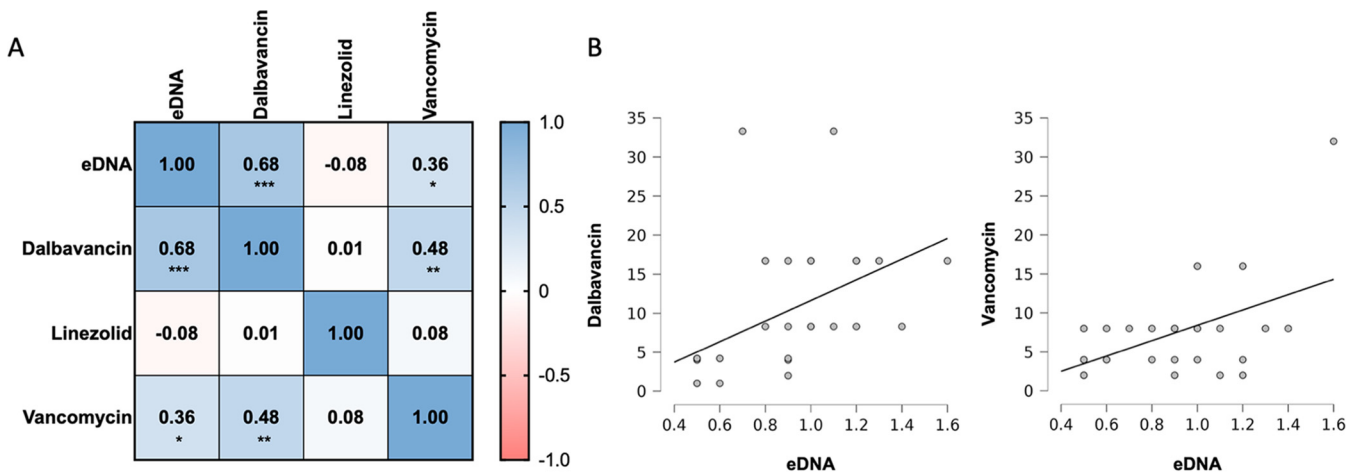 A
eDNA
Dalbavancin
Linezolid
Vancomycin
eDNA 1.00 0.68 *** -0.08 0.36 *
Dalbavancin 0.68 *** 1.00 0.01 0.48 **
Linezolid -0.08 0.01 1.00 0.08
Vancomycin 0.36 * 0.48 ** 0.08 1.00
1.0
0.5
0
-0.5
-1.0
B
Dalbavancin
35
30
25
20
15
10
5
0
0.4 0.6 0.8 1.0 1.2 1.4 1.6
eDNA
Vancomycin
35
30
25
20
15
10
5
0
0.4 0.6 0.8 1.0 1.2 1.4 1.6
eDNA